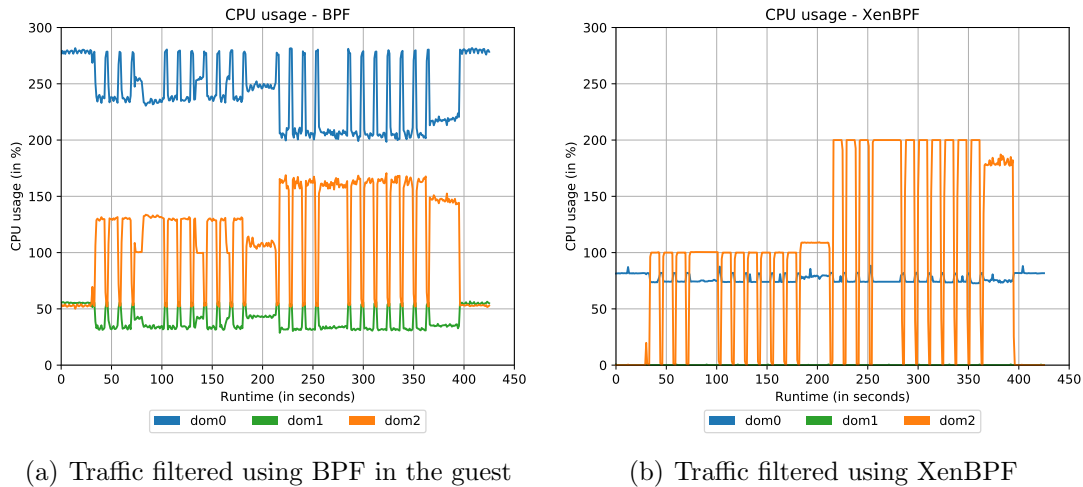 CPU usage - BPF
300
250
200
150
100
50
0
CPU usage (in %)
0 50 100 150 200 250 300 350 400 450
Runtime (in seconds)
dom0 dom1 dom2
(a) Traffic filtered using BPF in the guest
CPU usage - XenBPF
300
250
200
150
100
50
0
CPU usage (in %)
0 50 100 150 200 250 300 350 400 450
Runtime (in seconds)
dom0 dom1 dom2
(b) Traffic filtered using XenBPF